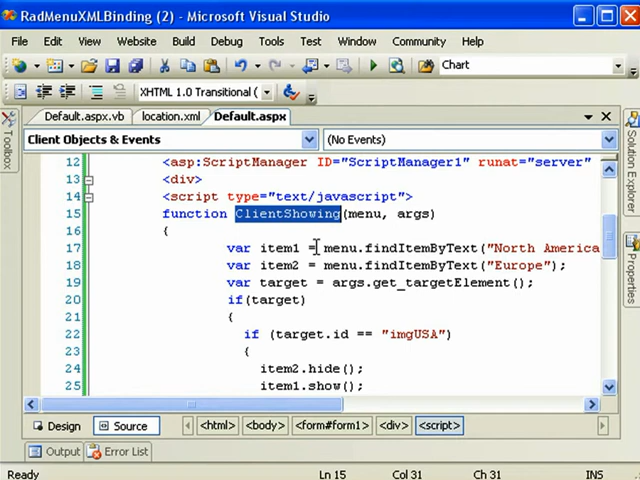 RadMenuXMLBinding (2) - Microsoft Visual Studio
File Edit View Website Build Debug Tools Test Window Community Help
Chart
XHTML 1.0 Transitional (
Default.aspx.vb location.xml Default.aspx
Client Objects & Events (No Events)
12 <asp:ScriptManager ID="ScriptManager1" runat="server"
13 <div>
14 <script type="text/javascript">
15 function ClientShowing(menu, args)
16 {
17 var item1 = menu.findItemByText("North America
18 var item2 = menu.findItemByText("Europe");
19 var target = args.get_targetElement();
20 if(target)
21 {
22 if (target.id == "imgUSA")
23 {
24 item2.hide();
25 item1.show();
Toolbox
Solution Explorer
Properties
Design Source <html> <body> <form#form1> <div> <script>
Output Error List
Ready Ln 15 Col 31 Ch 31